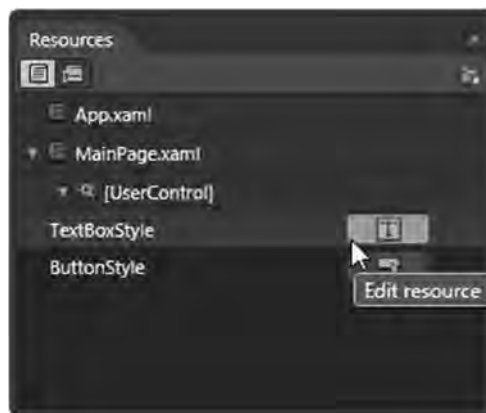 Resources
App.xaml
MainPage.xaml
[UserControl]
TextBoxStyle
ButtonStyle
Edit resource